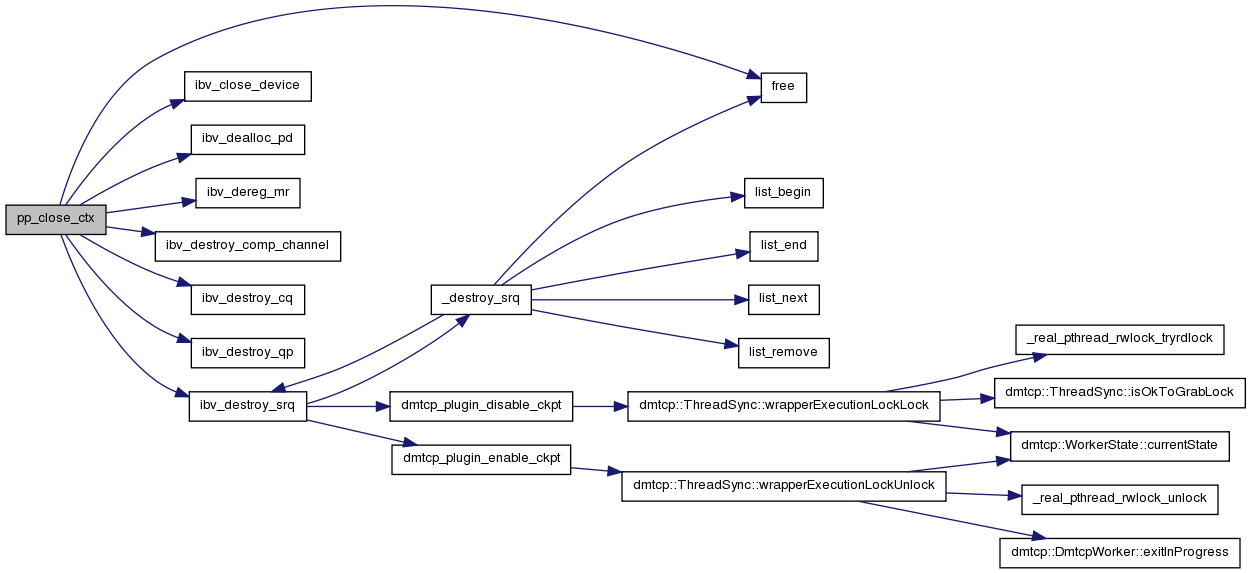 pp_close_ctx
ibv_close_device
ibv_dealloc_pd
ibv_dereg_mr
ibv_destroy_comp_channel
ibv_destroy_cq
ibv_destroy_qp
ibv_destroy_srq
_destroy_srq
dmtcp_plugin_disable_ckpt
dmtcp_plugin_enable_ckpt
free
list_begin
list_end
list_next
list_remove
dmtcp::ThreadSync::wrapperExecutionLockLock
dmtcp::ThreadSync::wrapperExecutionLockUnlock
_real_pthread_rwlock_tryrdlock
dmtcp::ThreadSync::isOkToGrabLock
dmtcp::WorkerState::currentState
_real_pthread_rwlock_unlock
dmtcp::DmtcpWorker::exitInProgress